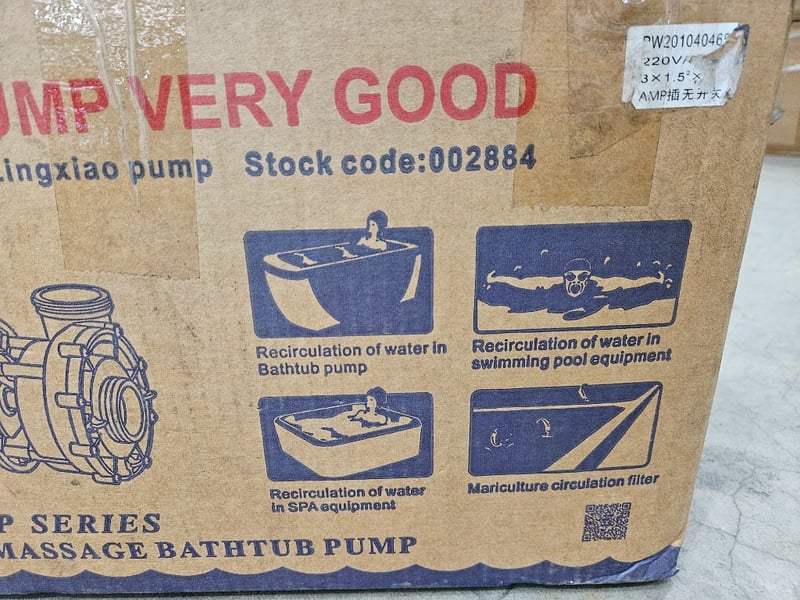 UMP VERY GOOD
Lingxiao pump Stock code:002884
PW201040465
220V/
3×1.5²×
AMP插无开关
Recirculation of water in
Bathtub pump
Recirculation of water in
swimming pool equipment
Recirculation of water
in SPA equipment
Mariculture circulation filter
P SERIES
MASSAGE BATHTUB PUMP